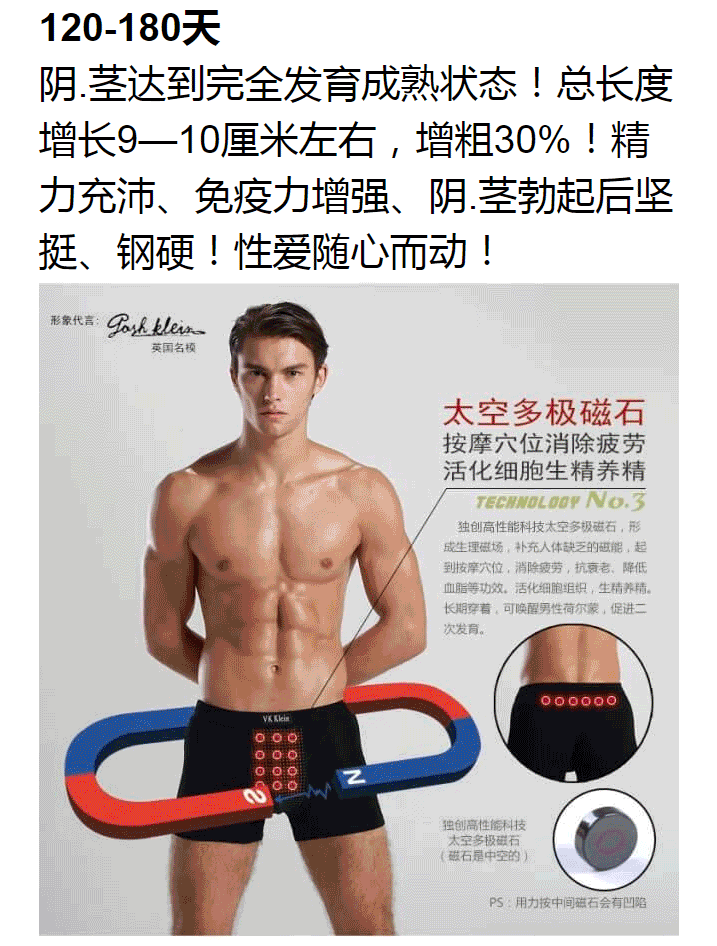 120-180天
阴.茎达到完全发育成熟状态！总长度
增长9—10厘米左右，增粗30%！精
力充沛、免疫力增强、阴.茎勃起后坚
挺、钢硬！性爱随心而动！
形象代言：Posh klein
英国名模
太空多极磁石
按摩穴位消除疲劳
活化细胞生精养精
TECHNOLOGY No.3
独创高性能科技太空多极磁石，形
成生理磁场，补充人体缺乏的磁能，起
到按摩穴位，消除疲劳，抗衰老、降低
血脂等功效。活化细胞组织，生精养精。
长期穿着，可唤醒男性荷尔蒙，促进二
次发育。
VK Klein
S
N
独创高性能科技
太空多极磁石
（磁石是中空的）
PS：用力按中间磁石会有凹陷